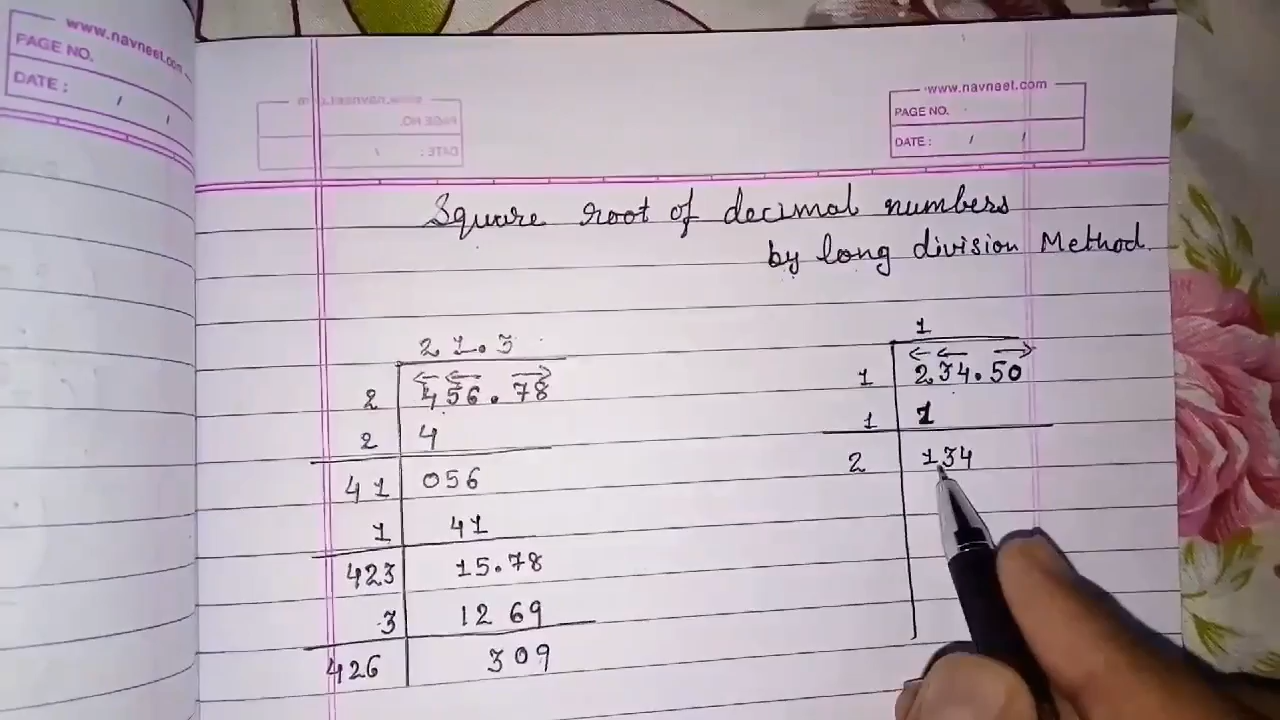 www.navneet.com
PAGE NO.
DATE : / /
www.navneet.com
PAGE NO.
DATE : / /
Square root of decimal numbers
by long division Method.
21.3
2 456.78
2 4
41 056
1 41
423 15.78
3 12 69
426 309
1
1 234.50
1 1
2 134